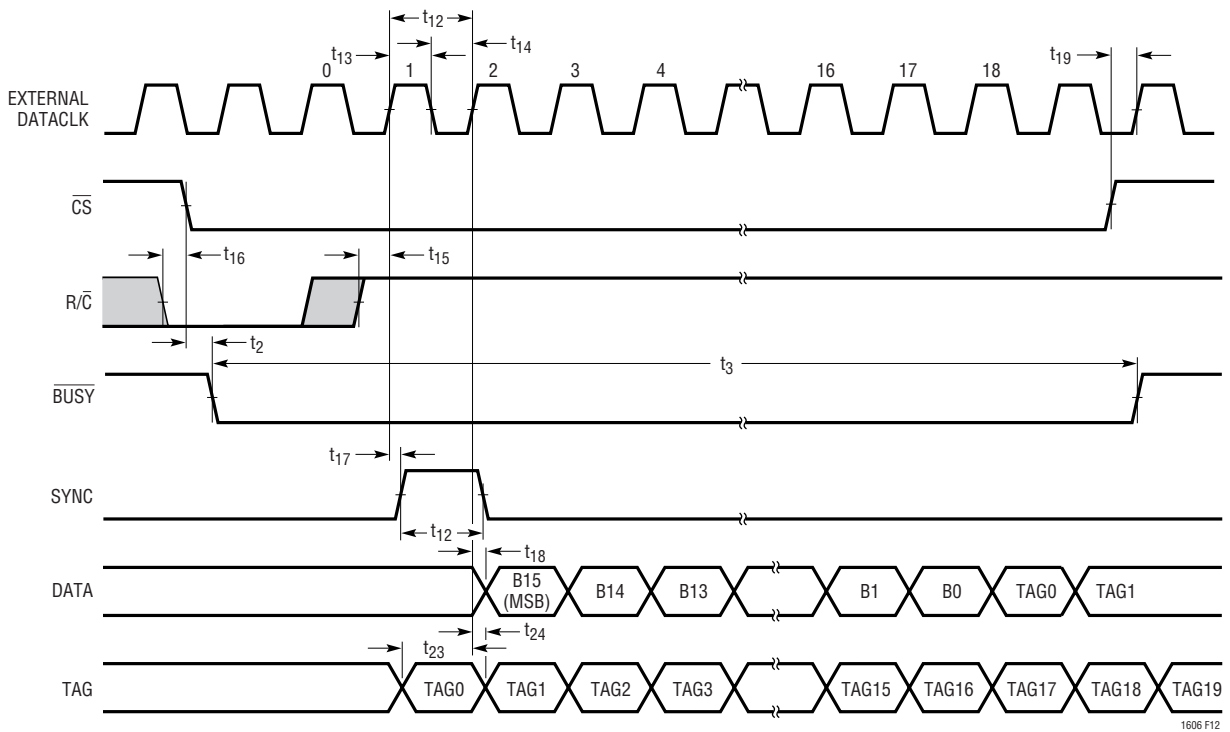 t12
t13
t14
0 1 2 3 4 16 17 18
t19
EXTERNAL
DATACLK
CS
t16
t15
R/C
t2
t3
BUSY
t17
SYNC
t12
t18
DATA
B15
(MSB)
B14 B13 B1 B0 TAG0 TAG1
t24
t23
TAG
TAG0 TAG1 TAG2 TAG3 TAG15 TAG16 TAG17 TAG18 TAG19
1606 F12